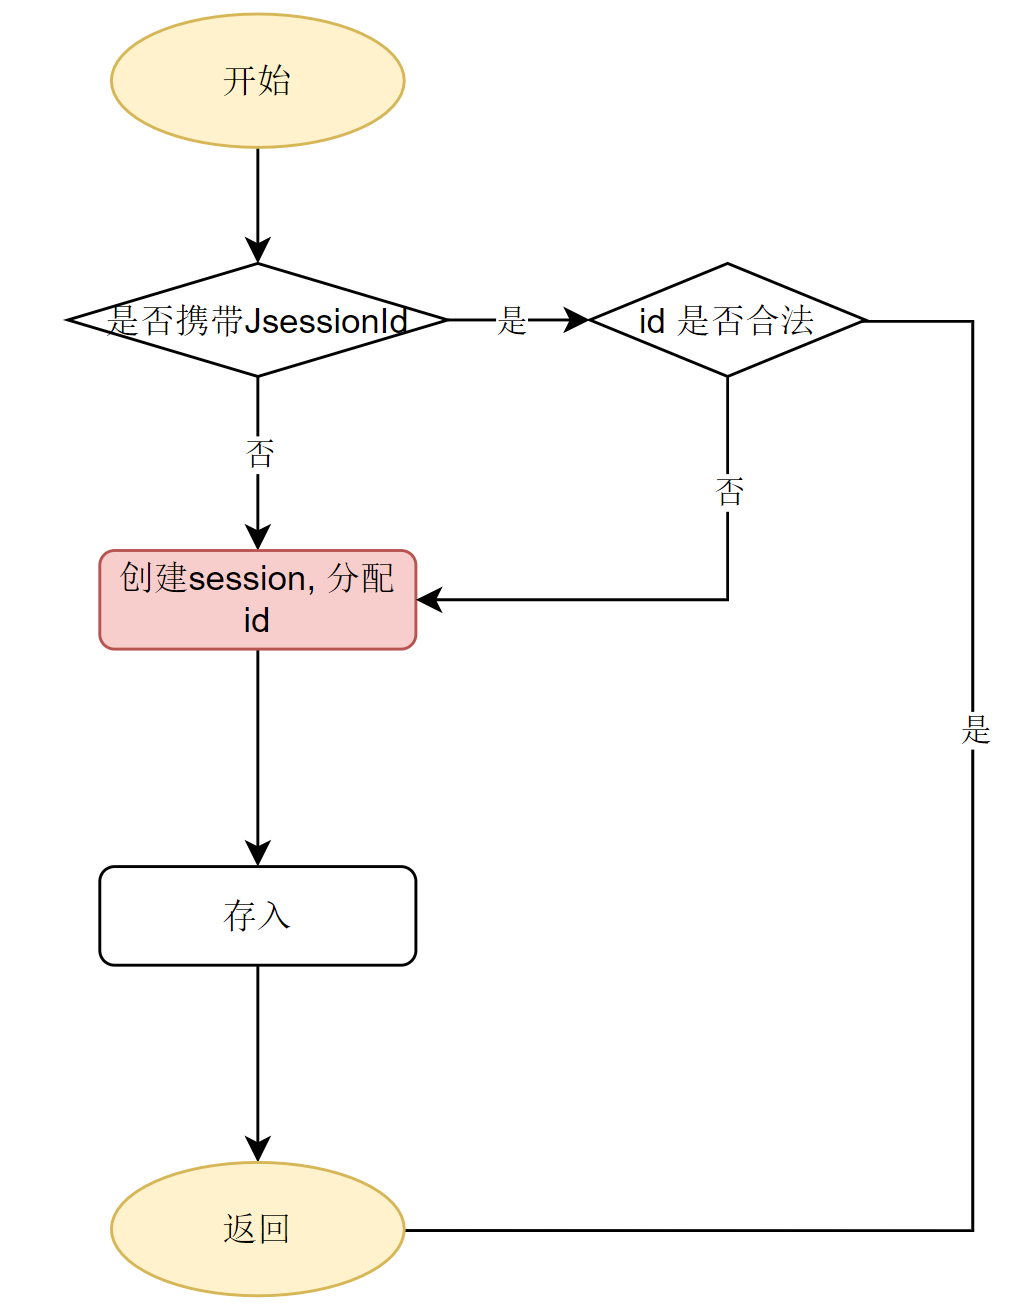 开始
是否携带JsessionId
是
id 是否合法
否
否
创建session, 分配
id
是
存入
返回